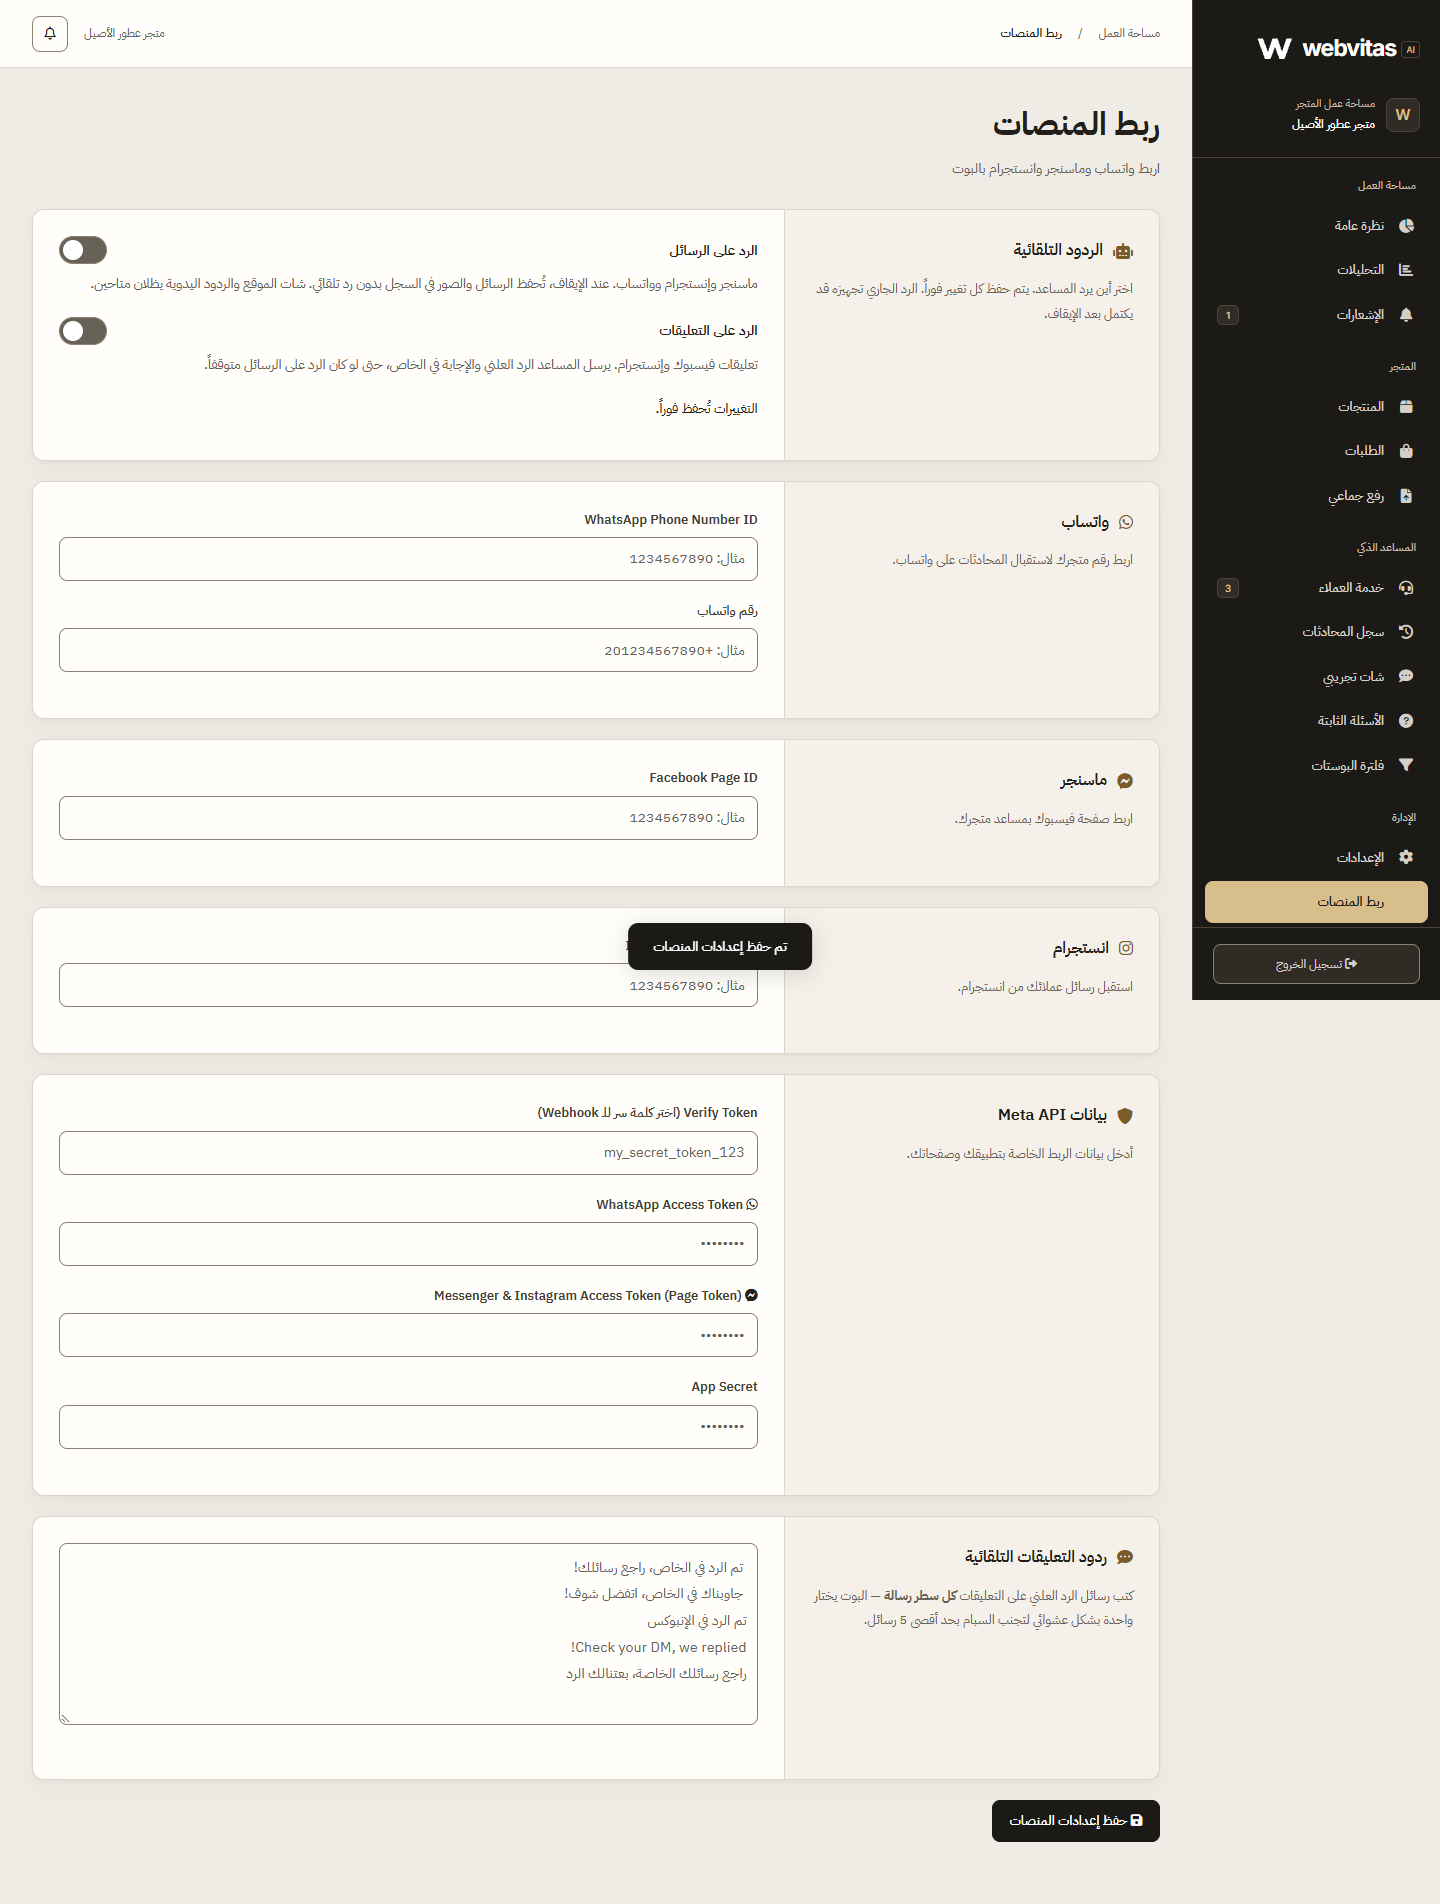 webvitas AI
W
مساحة عمل المتجر
متجر عطور الأصيل
مساحة العمل
نظرة عامة
التحليلات
الإشعارات 1
المتجر
المنتجات
الطلبات
رفع جماعي
المساعد الذكي
خدمة العملاء 3
سجل المحادثات
شات تجريبي
الأسئلة الثابتة
فلترة البوستات
الإدارة
الإعدادات
ربط المنصات
تسجيل الخروج
مساحة العمل / ربط المنصات
متجر عطور الأصيل
ربط المنصات
اربط واتساب وماسنجر وانستجرام بالبوت
الردود التلقائية
اختر أين يرد المساعد. يتم حفظ كل تغيير فوراً. الرد الجاري تجهيزه قد
يكتمل بعد الإيقاف.
الرد على الرسائل
ماسنجر وإنستجرام وواتساب. عند الإيقاف، تُحفظ الرسائل والصور في السجل بدون رد تلقائي. شات الموقع والردود اليدوية يظلان متاحين.
الرد على التعليقات
تعليقات فيسبوك وإنستجرام. يرسل المساعد الرد العلني والإجابة في الخاص، حتى لو كان الرد على الرسائل متوقفاً.
التغييرات تُحفظ فوراً.
واتساب
اربط رقم متجرك لاستقبال المحادثات على واتساب.
WhatsApp Phone Number ID
مثال: 1234567890
رقم واتساب
مثال: +201234567890
ماسنجر
اربط صفحة فيسبوك بمساعد متجرك.
Facebook Page ID
مثال: 1234567890
انستجرام
استقبل رسائل عملائك من انستجرام.
تم حفظ إعدادات المنصات
مثال: 1234567890
بيانات Meta API
أدخل بيانات الربط الخاصة بتطبيقك وصفحاتك.
Verify Token (اختر كلمة سر للـ Webhook)
my_secret_token_123
WhatsApp Access Token
••••••••
Messenger & Instagram Access Token (Page Token)
••••••••
App Secret
••••••••
ردود التعليقات التلقائية
كتب رسائل الرد العلني على التعليقات كل سطر رسالة — البوت يختار
واحدة بشكل عشوائي لتجنب السبام بحد أقصى 5 رسائل.
تم الرد في الخاص، راجع رسائلك!
جاوبناك في الخاص، اتفضل شوف!
تم الرد في الإنبوكس
Check your DM, we replied!
راجع رسائلك الخاصة، بعتنالك الرد
حفظ إعدادات المنصات